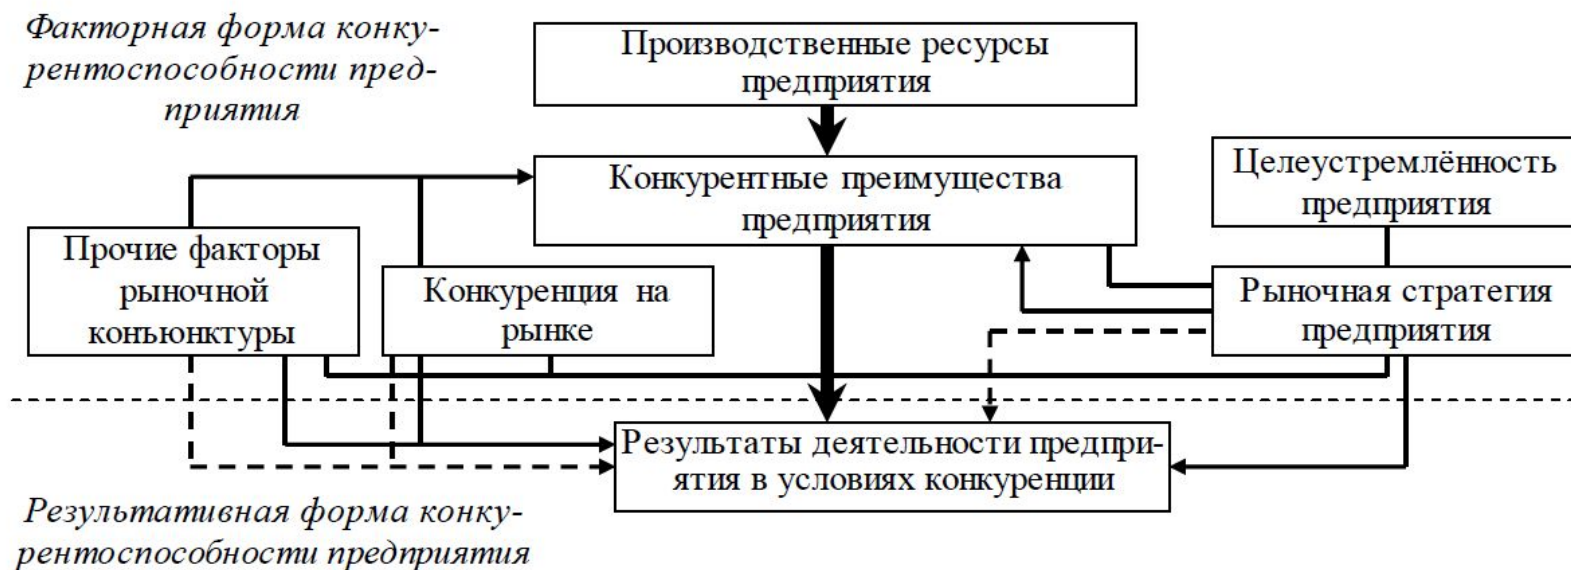 Факторная форма конку-
рентоспособности пред-
приятия
Производственные ресурсы
предприятия
Конкурентные преимущества
предприятия
Целеустремлённость
предприятия
Прочие факторы
рыночной
конъюнктуры
Конкуренция на
рынке
Рыночная стратегия
предприятия
Результаты деятельности предпри-
ятия в условиях конкуренции
Результативная форма конку-
рентоспособности предприятия